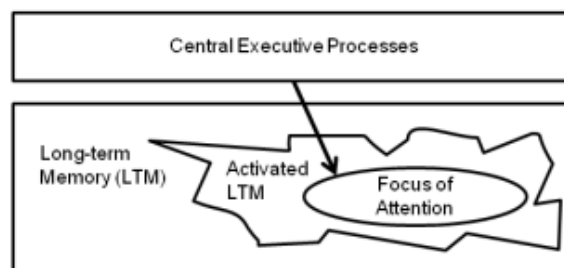 Central Executive Processes
Long-term
Memory (LTM)
Activated
LTM
Focus of
Attention